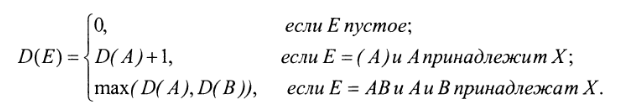 0, если E пустое;
D(E) = D(A)+1, если E = (A) и A принадлежит X;
max(D(A), D(B)), если E = AB и A и B принадлежат X.